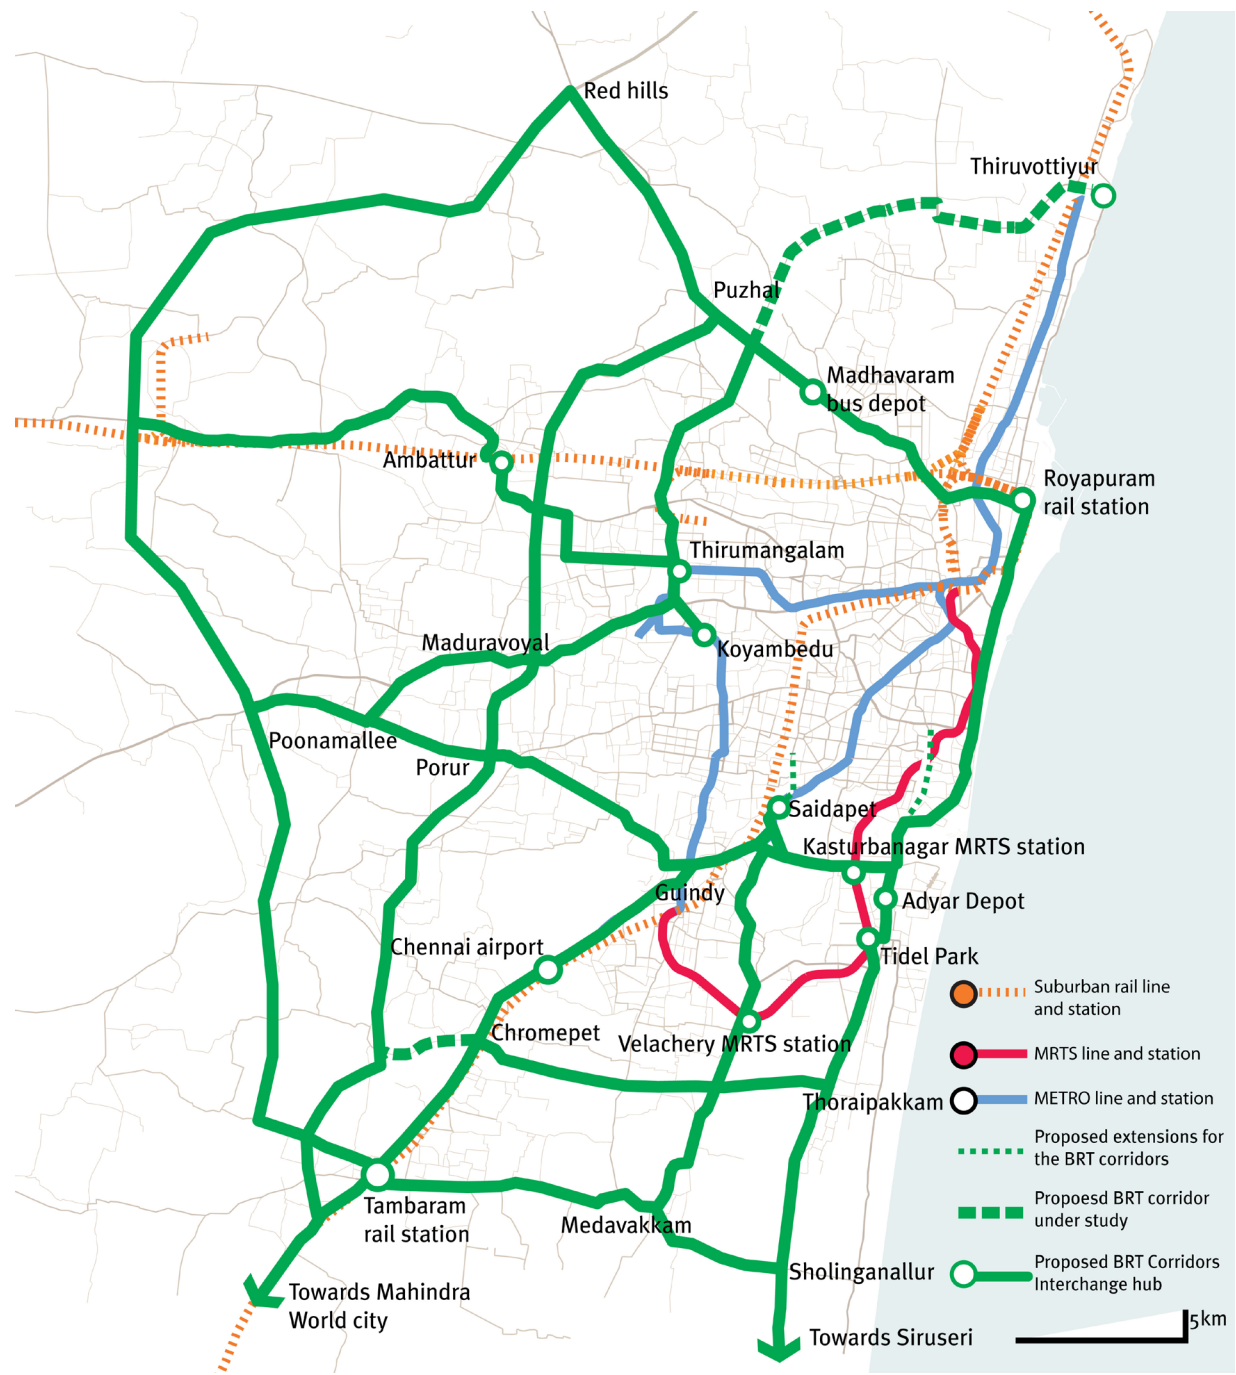 Red hills
Thiruvottiyur
Puzhal
Madhavaram
bus depot
Ambattur
Royapuram
rail station
Thirumangalam
Maduravoyal
Koyambedu
Poonamallee
Porur
Saidapet
Kasturbanagar MRTS station
Guindy
Adyar Depot
Chennai airport
Tidel Park
Chromepet
Velachery MRTS station
Thoraipakkam
Tambaram
rail station
Medavakkam
Sholinganallur
Towards Mahindra
World city
Towards Siruseri
Suburban rail line
and station
MRTS line and station
METRO line and station
Proposed extensions for
the BRT corridors
Propoesd BRT corridor
under study
Proposed BRT Corridors
Interchange hub
5km